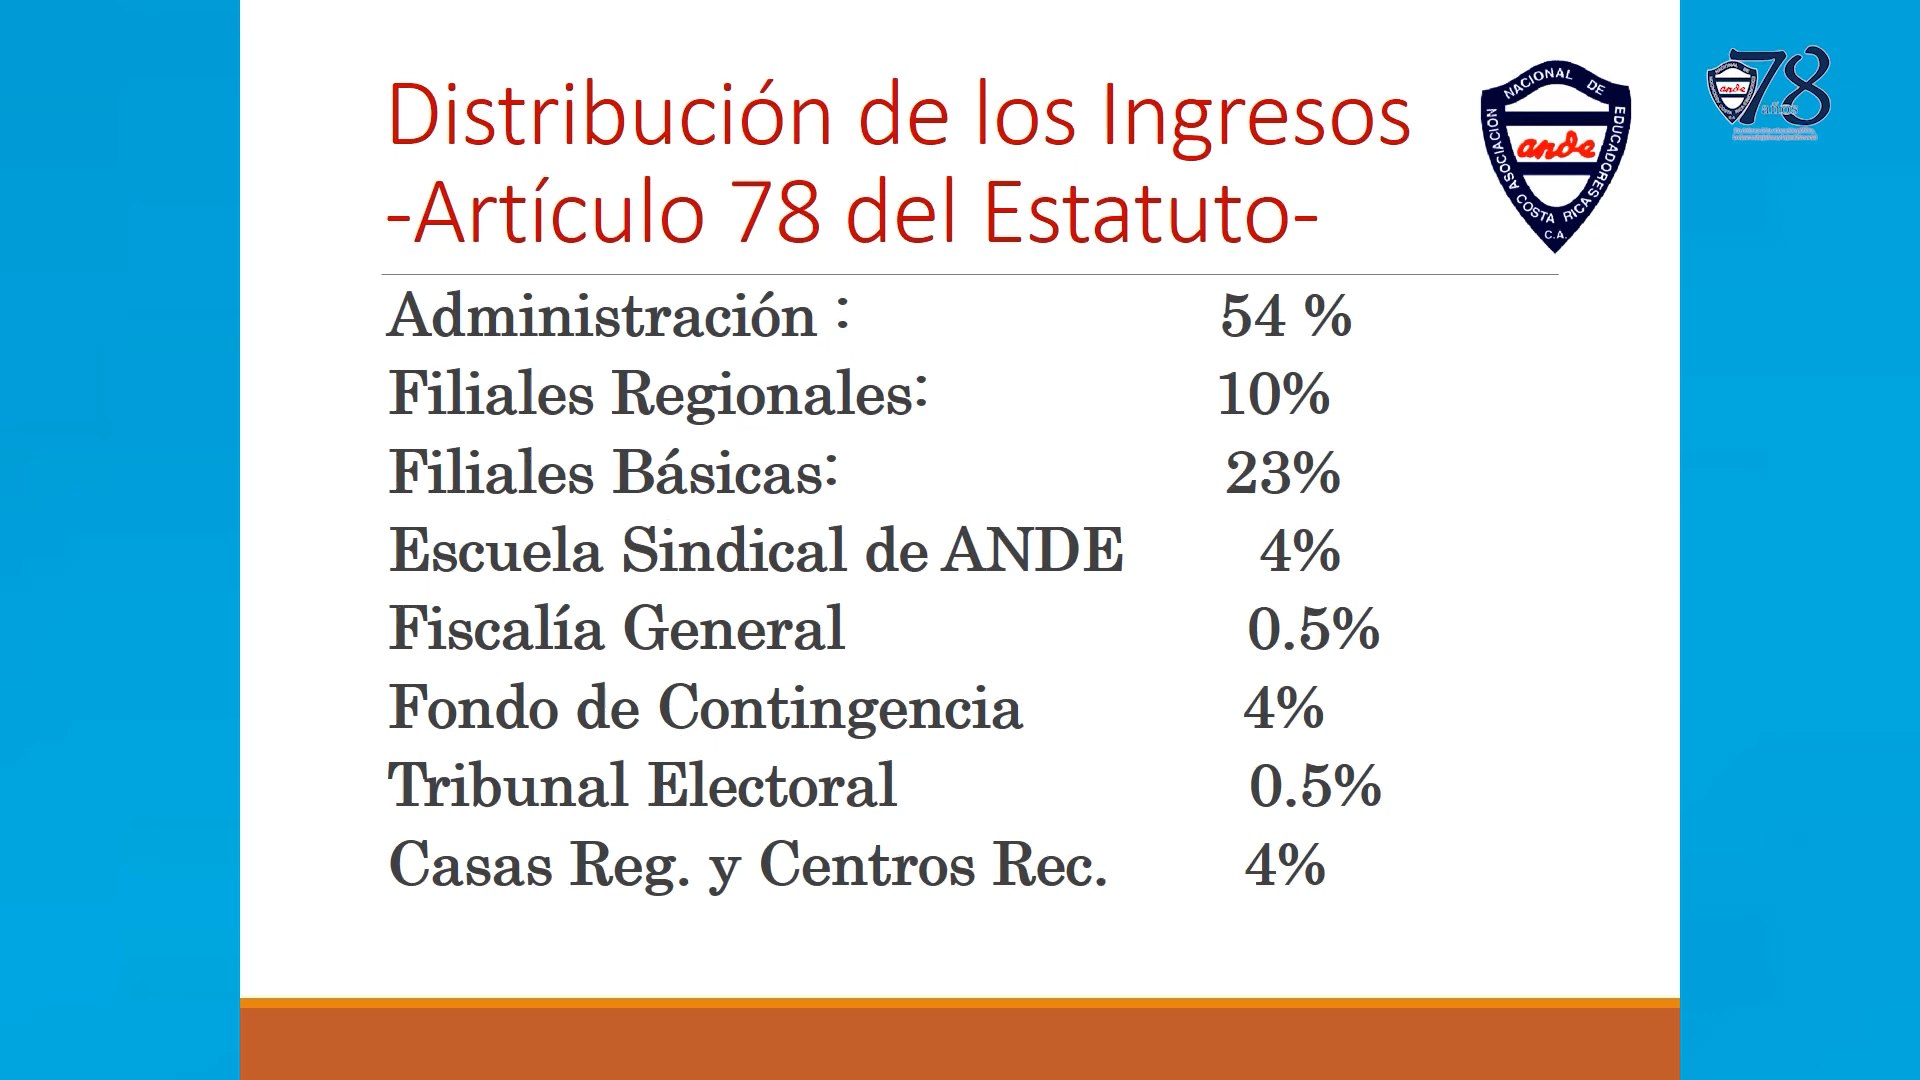 Distribución de los Ingresos
-Artículo 78 del Estatuto-
ASOCIACION NACIONAL DE EDUCADORES
ande
COSTA RICA
C.A.
78
ande
años
Administración : 54 %
Filiales Regionales: 10%
Filiales Básicas: 23%
Escuela Sindical de ANDE 4%
Fiscalía General 0.5%
Fondo de Contingencia 4%
Tribunal Electoral 0.5%
Casas Reg. y Centros Rec. 4%